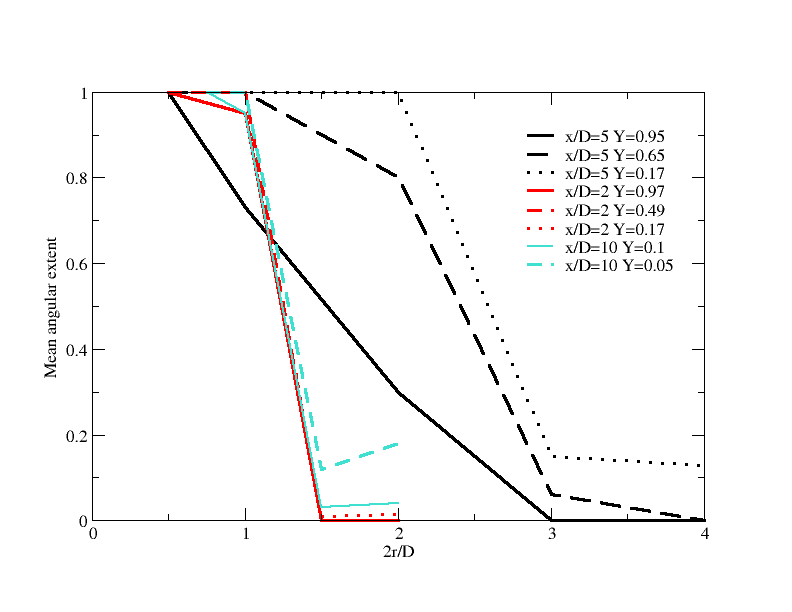 1
0.8
0.6
0.4
0.2
0
Mean angular extent
0 1 2 3 4
2r/D
x/D=5 Y=0.95
x/D=5 Y=0.65
x/D=5 Y=0.17
x/D=2 Y=0.97
x/D=2 Y=0.49
x/D=2 Y=0.17
x/D=10 Y=0.1
x/D=10 Y=0.05